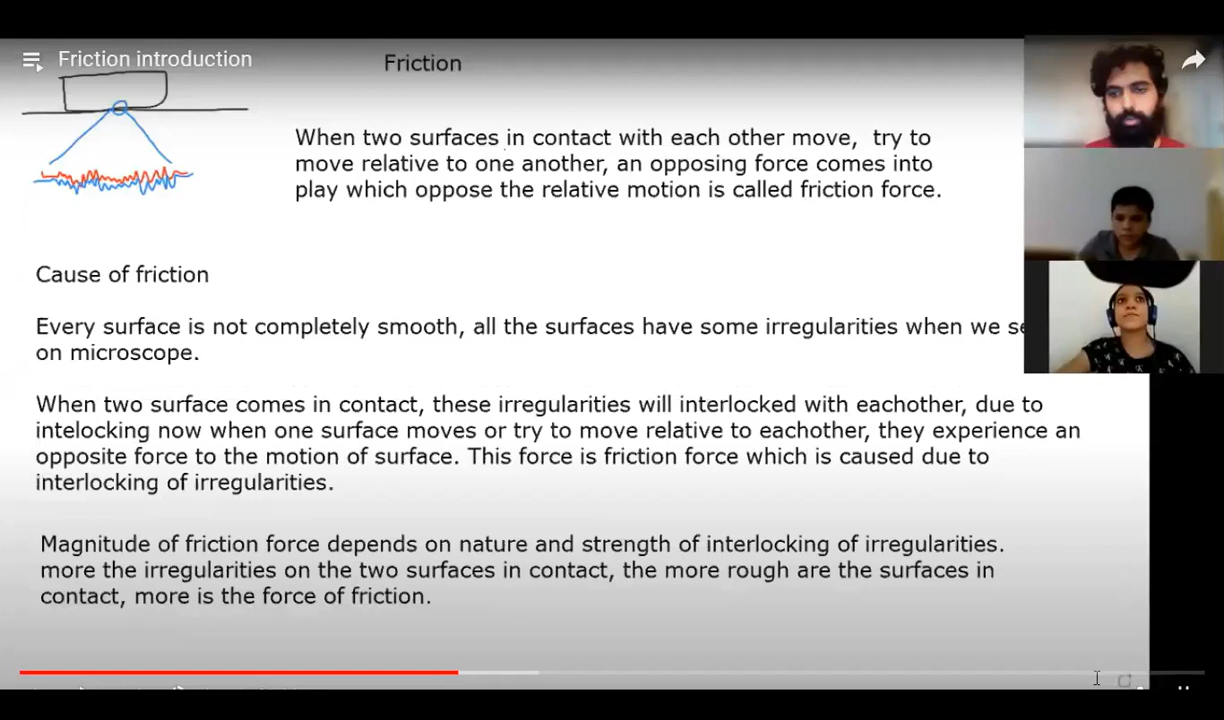 Friction introduction
Friction
When two surfaces in contact with each other move, try to
move relative to one another, an opposing force comes into
play which oppose the relative motion is called friction force.
Cause of friction
Every surface is not completely smooth, all the surfaces have some irregularities when we
on microscope.
When two surface comes in contact, these irregularities will interlocked with eachother, due to
intelocking now when one surface moves or try to move relative to eachother, they experience an
opposite force to the motion of surface. This force is friction force which is caused due to
interlocking of irregularities.
Magnitude of friction force depends on nature and strength of interlocking of irregularities.
more the irregularities on the two surfaces in contact, the more rough are the surfaces in
contact, more is the force of friction.